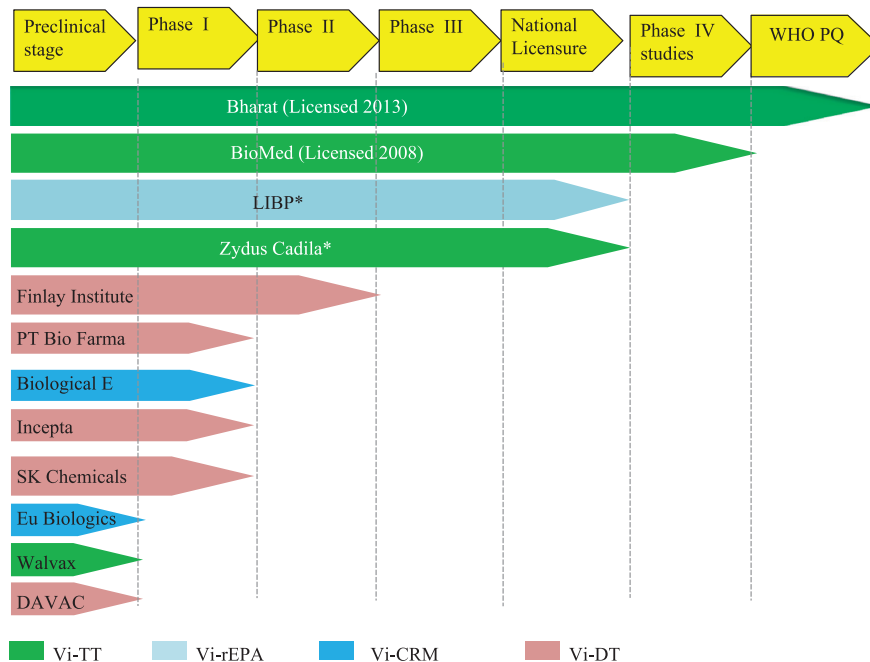 Preclinical
stage
Phase I
Phase II
Phase III
National
Licensure
Phase IV
studies
WHO PQ
Bharat (Licensed 2013)
BioMed (Licensed 2008)
LIBP*
Zydus Cadila*
Finlay Institute
PT Bio Farma
Biological E
Incepta
SK Chemicals
Eu Biologics
Walvax
DAVAC
Vi-TT Vi-rEPA Vi-CRM Vi-DT